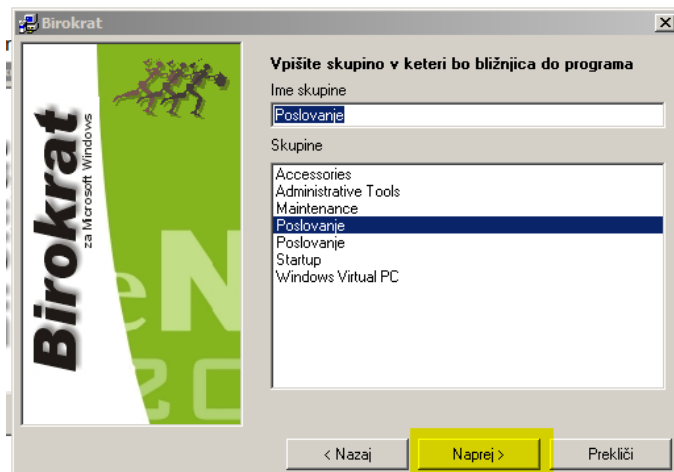 Birokrat
Birokrat
za Microsoft Windows
Vpišite skupino v keteri bo bližnjica do programa
Ime skupine
Poslovanje
Skupine
Accessories
Administrative Tools
Maintenance
Poslovanje
Poslovanje
Startup
Windows Virtual PC
< Nazaj
Naprej >
Prekliči